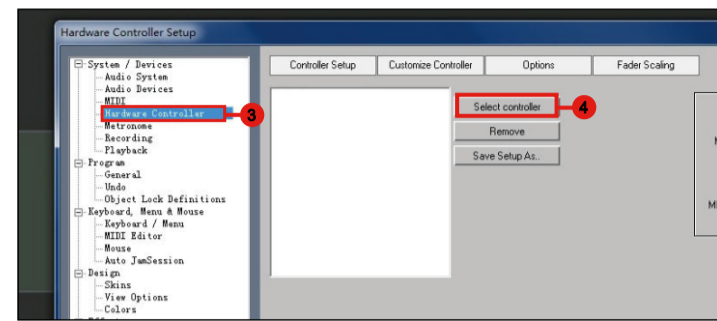 Hardware Controller Setup
System / Devices
Audio System
Audio Devices
MIDI
Hardware Controller
3
Metronome
Recording
Playback
Program
General
Undo
Object Lock Definitions
Keyboard, Menu & Mouse
Keyboard / Menu
MIDI Editor
Mouse
Auto JamSession
Design
Skins
View Options
Colors
Controller Setup
Customize Controller
Options
Fader Scaling
Select controller
4
Remove
Save Setup As..